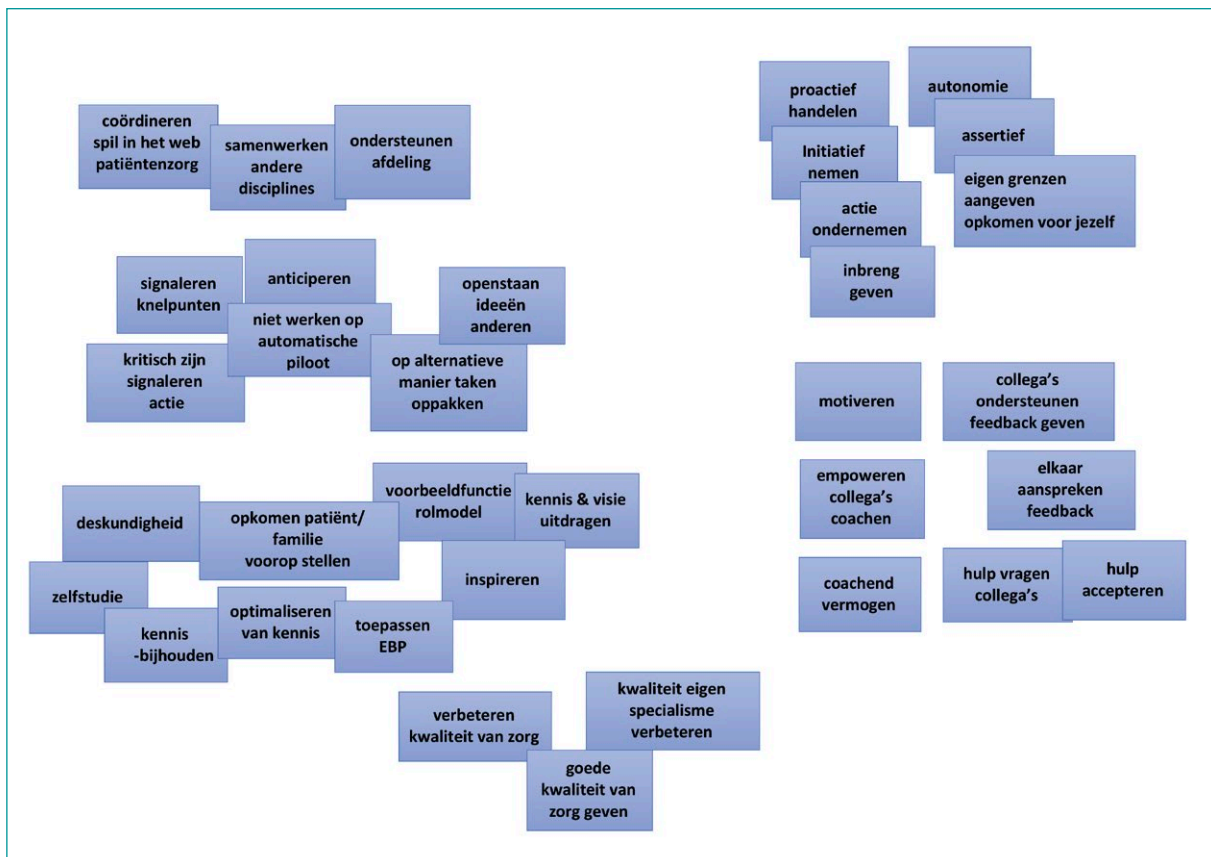 coördineren
spil in het web
patiëntenzorg
samenwerken
andere
disciplines
ondersteunen
afdeling
signaleren
knelpunten
anticiperen
openstaan
ideeën
anderen
niet werken op
automatische
piloot
kritisch zijn
signaleren
actie
op alternatieve
manier taken
oppakken
deskundigheid
opkomen patiënt/
familie
voorop stellen
voorbeeldfunctie
rolmodel
kennis & visie
uitdragen
inspireren
zelfstudie
kennis
-bijhouden
optimaliseren
van kennis
toepassen
EBP
verbeteren
kwaliteit van zorg
kwaliteit eigen
specialisme
verbeteren
goede
kwaliteit van
zorg geven
proactief
handelen
Initiatief
nemen
actie
ondernemen
inbreng
geven
autonomie
assertief
eigen grenzen
aangeven
opkomen voor jezelf
motiveren
collega's
ondersteunen
feedback geven
empoweren
collega's
coachen
elkaar
aanspreken
feedback
coachend
vermogen
hulp vragen
collega's
hulp
accepteren